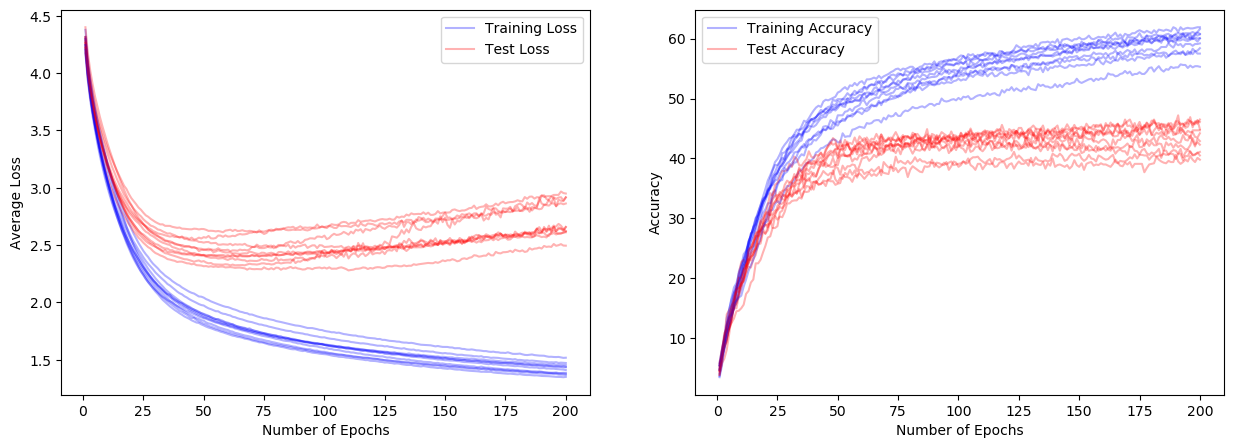 4.5
4.0
3.5
3.0
2.5
2.0
1.5
Average Loss
0 25 50 75 100 125 150 175 200
Number of Epochs
Training Loss
Test Loss
60
50
40
30
20
10
Accuracy
0 25 50 75 100 125 150 175 200
Number of Epochs
Training Accuracy
Test Accuracy